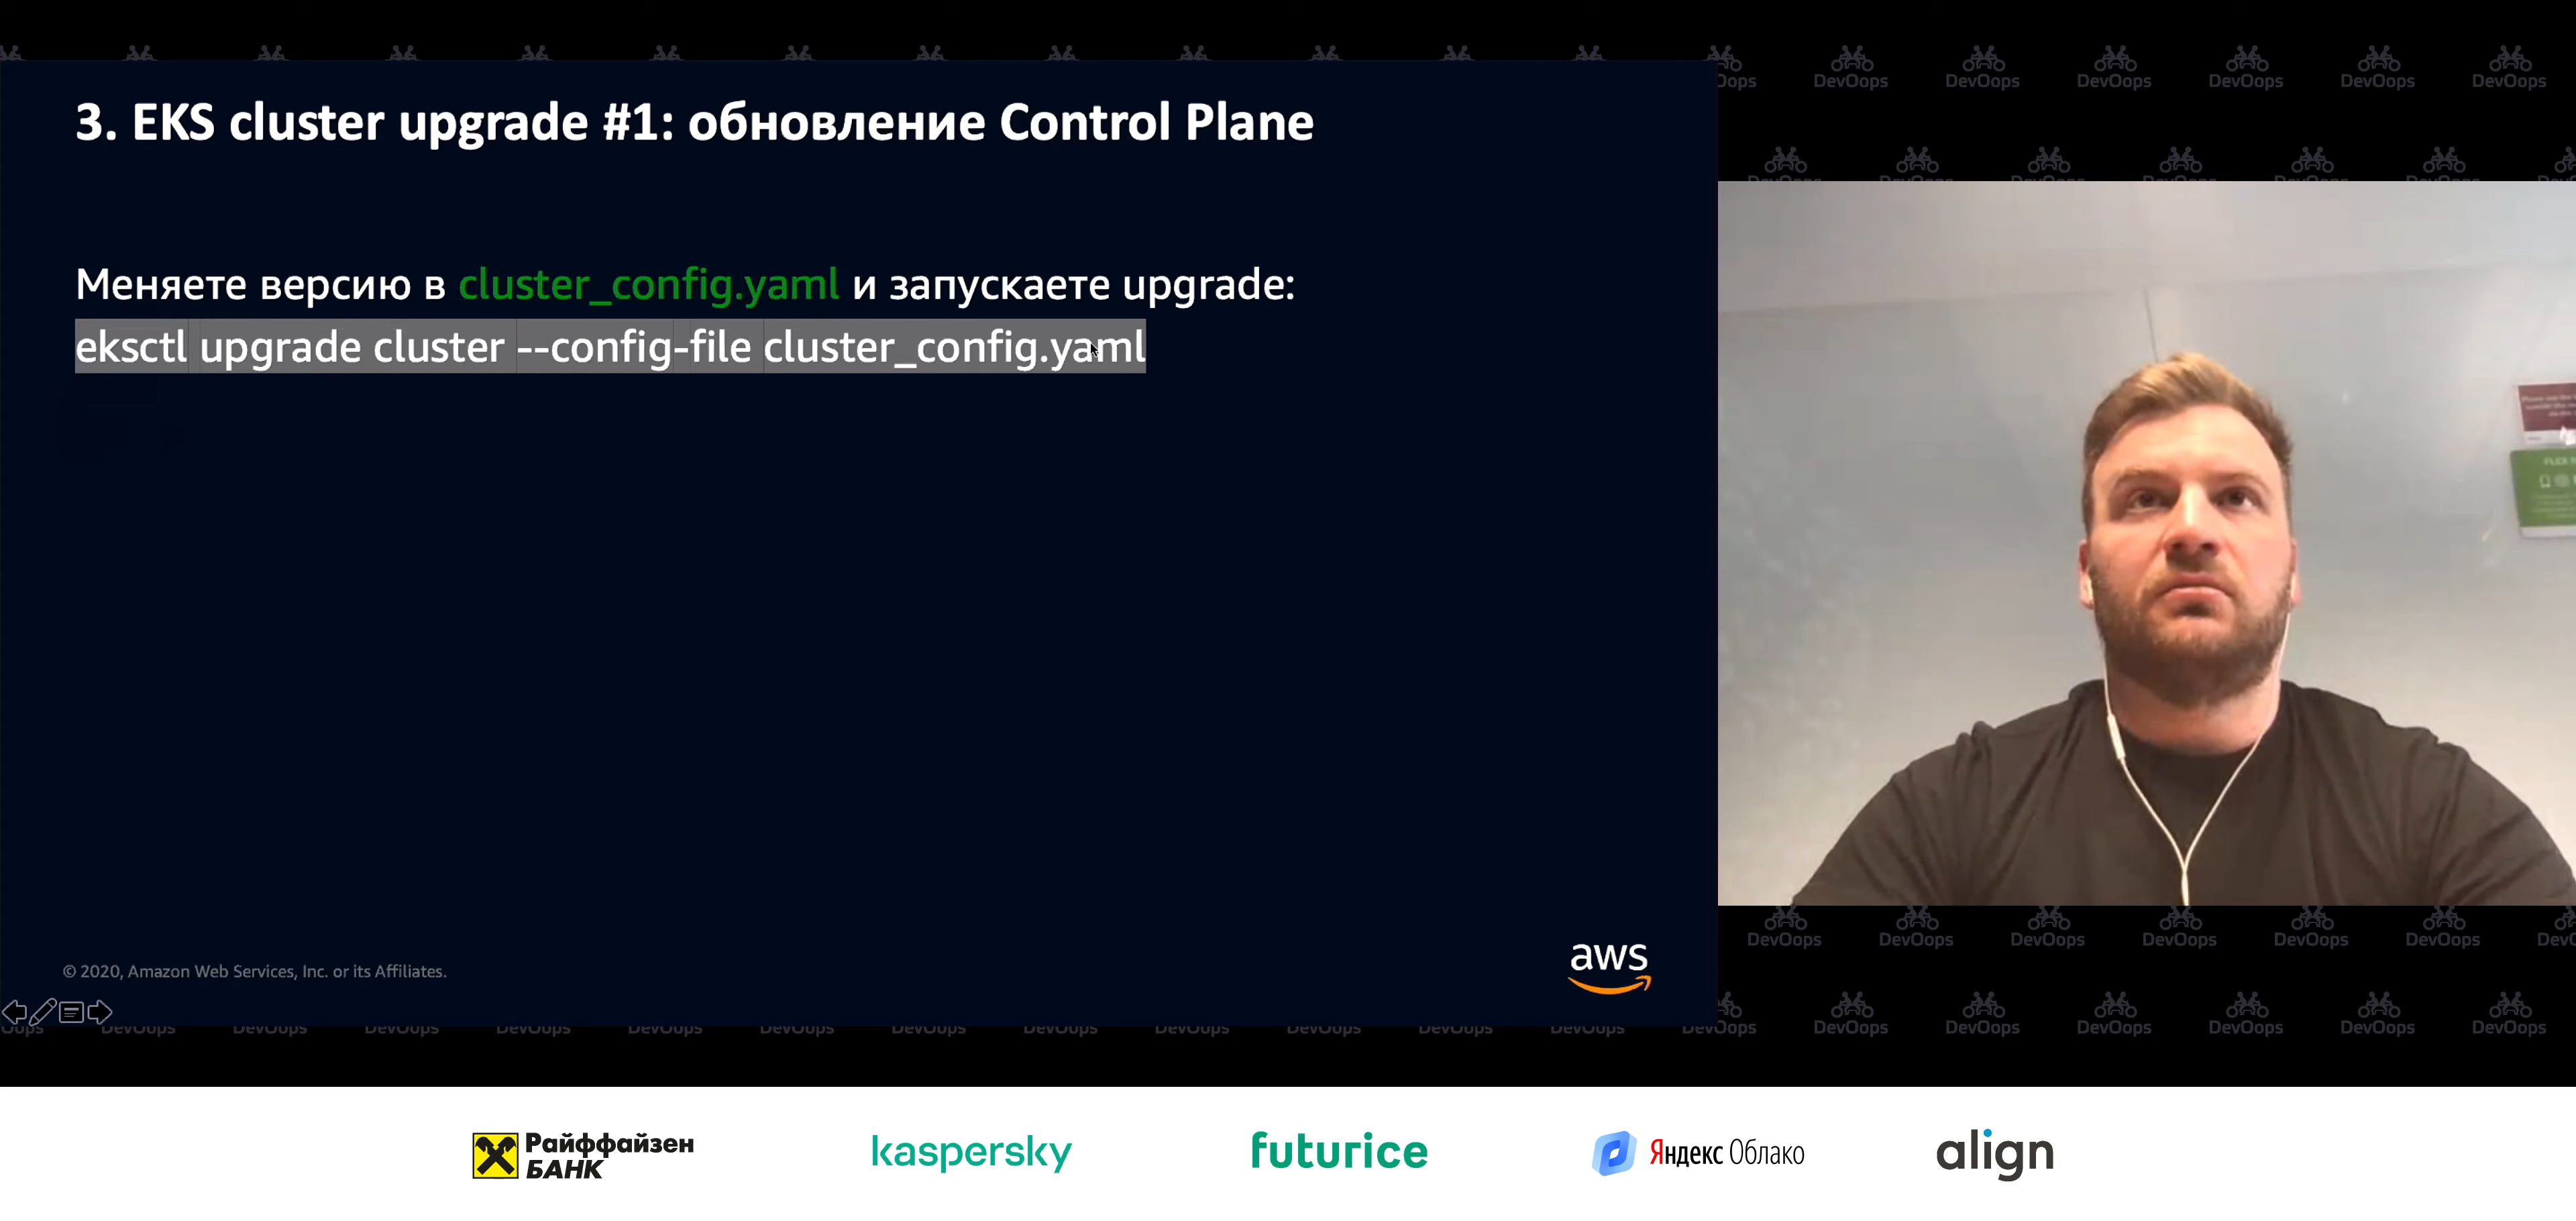 3. EKS cluster upgrade #1: обновление Control Plane
Меняете версию в cluster_config.yaml и запускаете upgrade:
eksctl upgrade cluster --config-file cluster_config.yaml
© 2020, Amazon Web Services, Inc. or its Affiliates.
aws
DevOops
Райффайзен
БАНК
kaspersky
futurice
Яндекс Облако
align